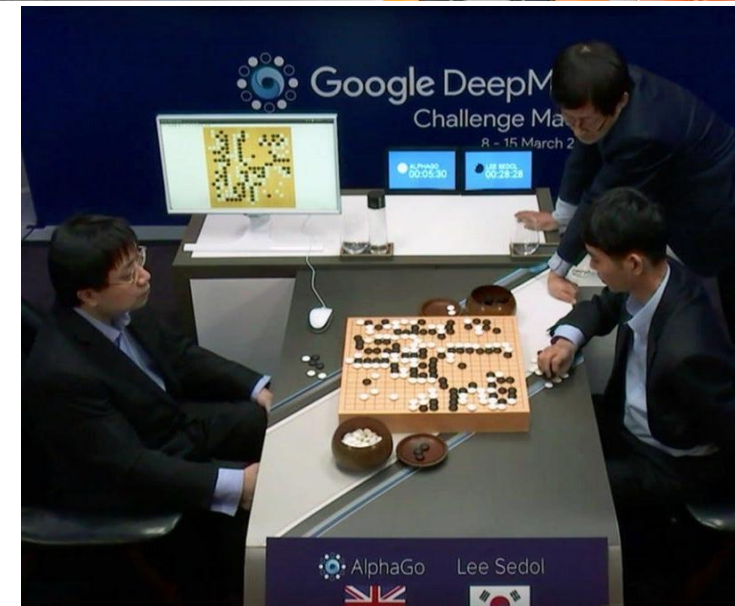 Google DeepM
Challenge Ma
8 - 15 March 2
ALPHAGO
00:05:30
LEE SEDOL
00:28:28
AlphaGo Lee Sedol